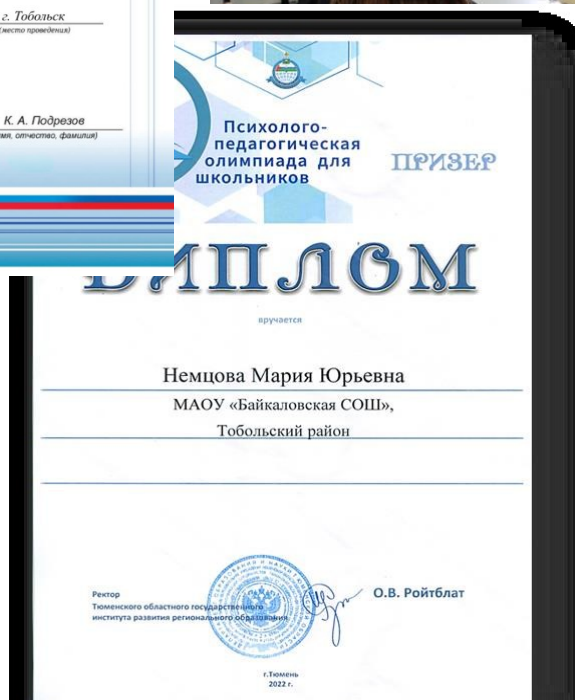 г. Тобольск
(место проведения)
К. А. Подрезов
мя, отчество, фамилия)
Психолого-
педагогическая
олимпиада для
школьников
ПРИЗЕР
ДИПЛОМ
вручается
Немцова Мария Юрьевна
МАОУ «Байкаловская СОШ»,
Тобольский район
Ректор
Тюменского областного государственного
института развития регионального образования
О.В. Ройтблат
г.Тюмень
2022 г.